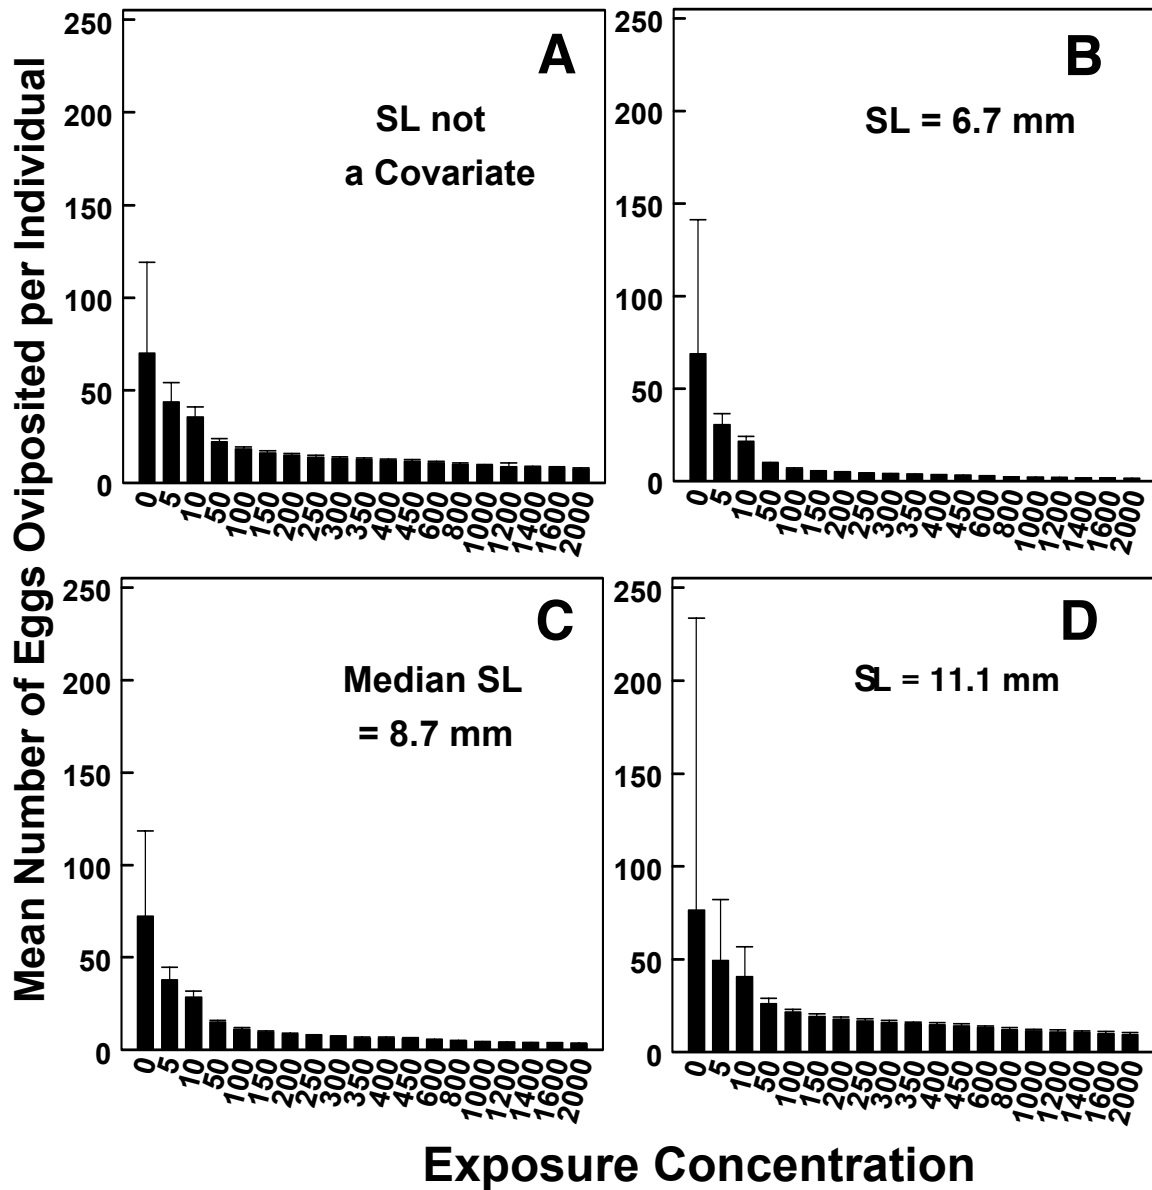 Mean Number of Eggs Oviposited per Individual
250
200
150
100
50
0
A
SL not
a Covariate
0 5 10 50 100 150 200 250 300 350 400 450 600 800 1000 1200 1400 1600 2000
250
200
150
100
50
0
B
SL = 6.7 mm
0 5 10 50 100 150 200 250 300 350 400 450 600 800 1000 1200 1400 1600 2000
250
200
150
100
50
0
C
Median SL
= 8.7 mm
0 5 10 50 100 150 200 250 300 350 400 450 600 800 1000 1200 1400 1600 2000
250
200
150
100
50
0
D
SL = 11.1 mm
0 5 10 50 100 150 200 250 300 350 400 450 600 800 1000 1200 1400 1600 2000
Exposure Concentration